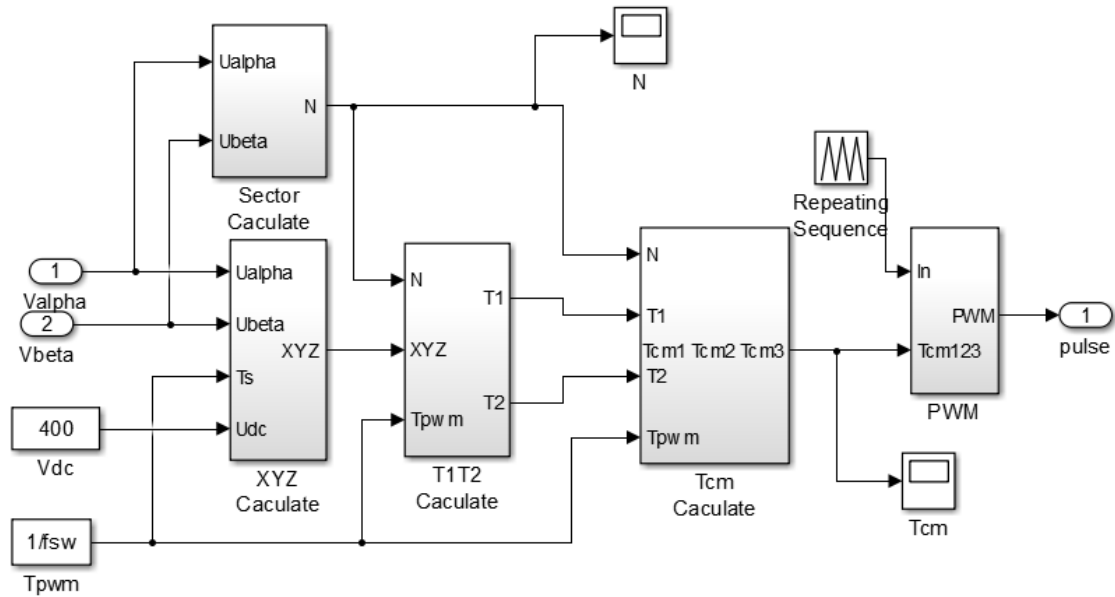 Ualpha
N
Ubeta
Sector
Caculate
N
Repeating
Sequence
1
Valpha
2
Vbeta
Ualpha
Ubeta
XYZ
Ts
Udc
XYZ
Caculate
400
Vdc
1/fsw
Tpwm
N
T1
XYZ
T2
Tpwm
T1T2
Caculate
N
T1
Tcm1 Tcm2 Tcm3
T2
Tpwm
Tcm
Caculate
In
PWM
Tcm123
PWM
1
pulse
Tcm